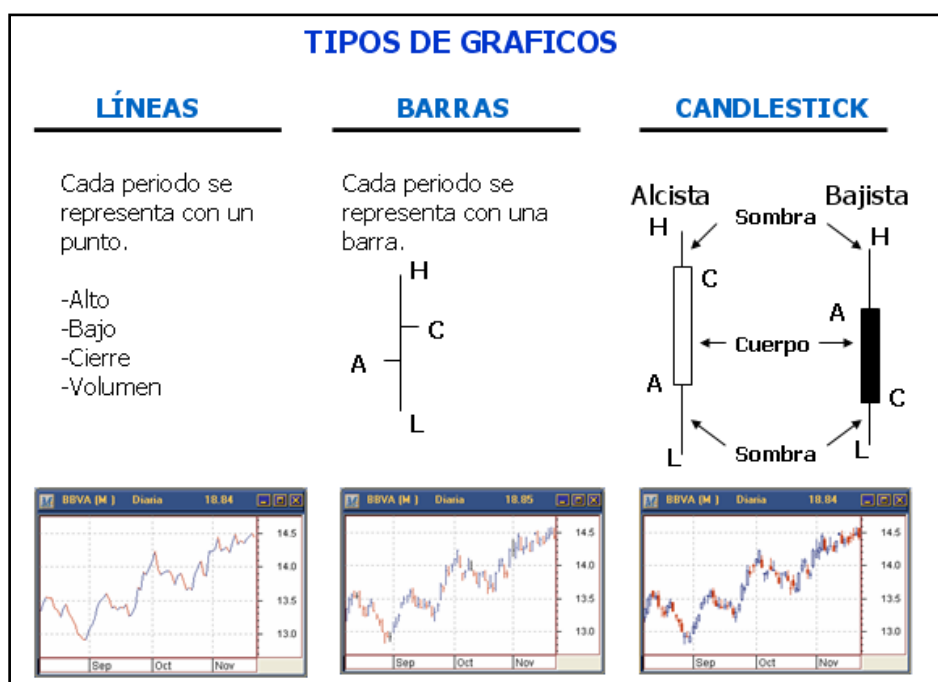 TIPOS DE GRAFICOS
LÍNEAS
Cada periodo se
representa con un
punto.
-Alto
-Bajo
-Cierre
-Volumen
BARRAS
Cada periodo se
representa con una
barra.
H
C
A
L
CANDLESTICK
Alcista
Bajista
H
Sombra
H
C
A
Cuerpo
A
C
L
Sombra
L
BBVA (M ) Diaria 18.84
14.5
14.0
13.5
13.0
Sep Oct Nov
BBVA (M ) Diaria 18.85
14.5
14.0
13.5
13.0
Sep Oct Nov
BBVA (M ) Diaria 18.84
14.5
14.0
13.5
13.0
Sep Oct Nov